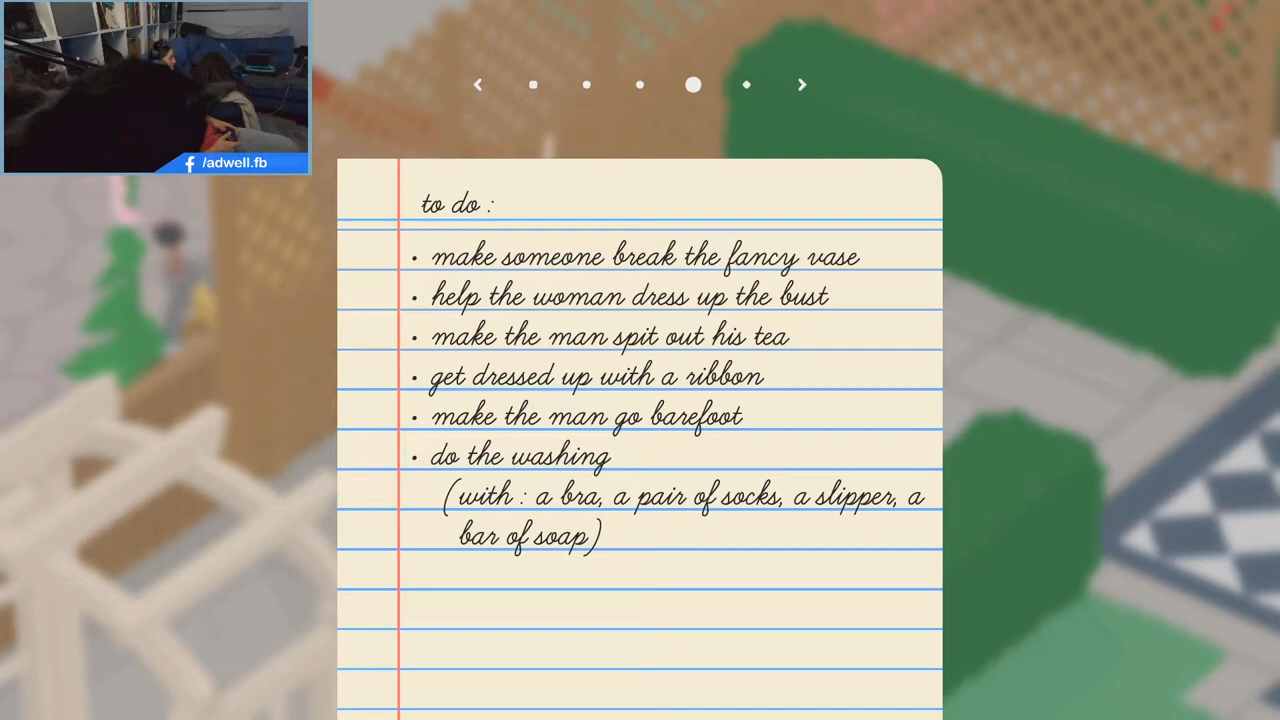 /adwell.fb
to do :
• make someone break the fancy vase
• help the woman dress up the bust
• make the man spit out his tea
• get dressed up with a ribbon
• make the man go barefoot
• do the washing
(with : a bra, a pair of socks, a slipper, a
bar of soap)